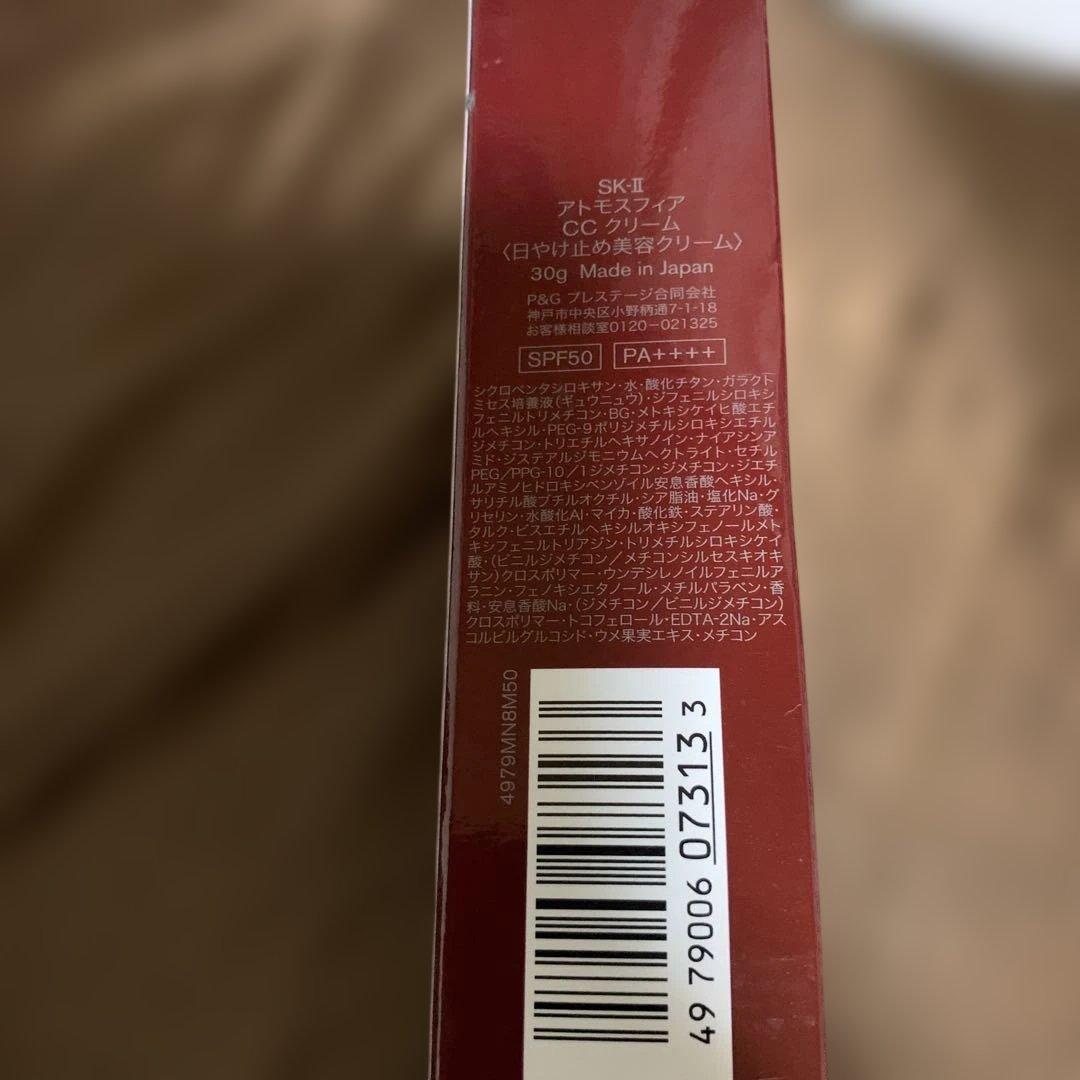 SK-Ⅱ
アトモスフィア
CC クリーム
〈日やけ止め美容クリーム〉
30g Made in Japan
P&G プレステージ合同会社
神戸市中央区小野柄通7-1-18
お客様相談室0120-021325
SPF50 PA++++
シクロペンタシロキサン・水・酸化チタン・ガラクト
ミセス培養液(ギュウニュウ)・ジフェニルシロキシ
フェニルトリメチコン・BG・メトキシケイヒ酸エチ
ルヘキシル・PEG-9ポリジメチルシロキシエチル
ジメチコン・トリエチルヘキサノイン・ナイアシンア
ミド・ジステアルジモニウムヘクトライト・セチル
PEG/PPG-10/1ジメチコン・ジメチコン・ジエチ
ルアミノヒドロキシベンゾイル安息香酸ヘキシル・
サリチル酸ブチルオクチル・シア脂油・塩化Na・グ
リセリン・水酸化Al・マイカ・酸化鉄・ステアリン酸・
タルク・ビスエチルヘキシルオキシフェノールメト
キシフェニルトリアジン・トリメチルシロキシケイ
酸・(ビニルジメチコン/メチコンシルセスキオキ
サン)クロスポリマー・ウンデシレノイルフェニルア
ラニン・フェノキシエタノール・メチルパラベン・香
料・安息香酸Na・(ジメチコン/ビニルジメチコン)
クロスポリマー・トコフェロール・EDTA-2Na・アス
コルビルグルコシド・ウメ果実エキス・メチコン
4979MN8M50
49 79006 07313 3